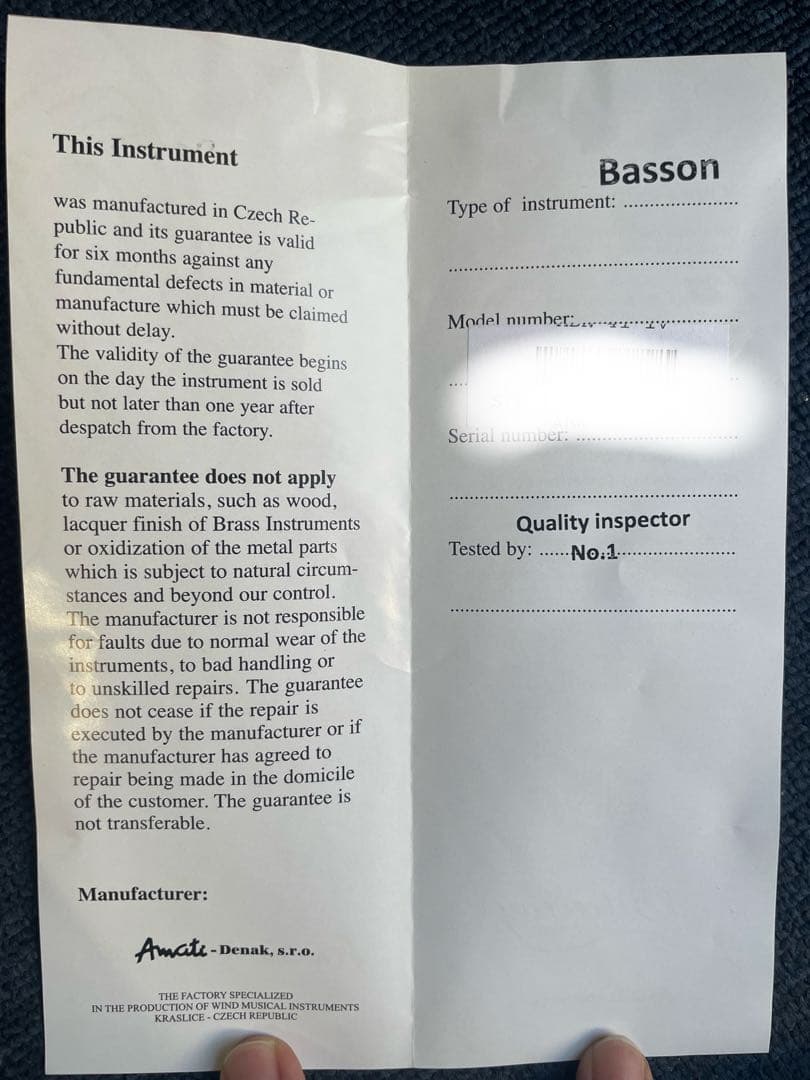 This Instrument
was manufactured in Czech Re-
public and its guarantee is valid
for six months against any
fundamental defects in material or
manufacture which must be claimed
without delay.
The validity of the guarantee begins
on the day the instrument is sold
but not later than one year after
despatch from the factory.
The guarantee does not apply
to raw materials, such as wood,
lacquer finish of Brass Instruments
or oxidization of the metal parts
which is subject to natural circum-
stances and beyond our control.
The manufacturer is not responsible
for faults due to normal wear of the
instruments, to bad handling or
to unskilled repairs. The guarantee
does not cease if the repair is
executed by the manufacturer or if
the manufacturer has agreed to
repair being made in the domicile
of the customer. The guarantee is
not transferable.
Manufacturer:
Amati - Denak, s.r.o.
THE FACTORY SPECIALIZED
IN THE PRODUCTION OF WIND MUSICAL INSTRUMENTS
KRASLICE - CZECH REPUBLIC
Basson
Type of instrument:
Model number:
Serial number:
Quality inspector
Tested by: ......No.1